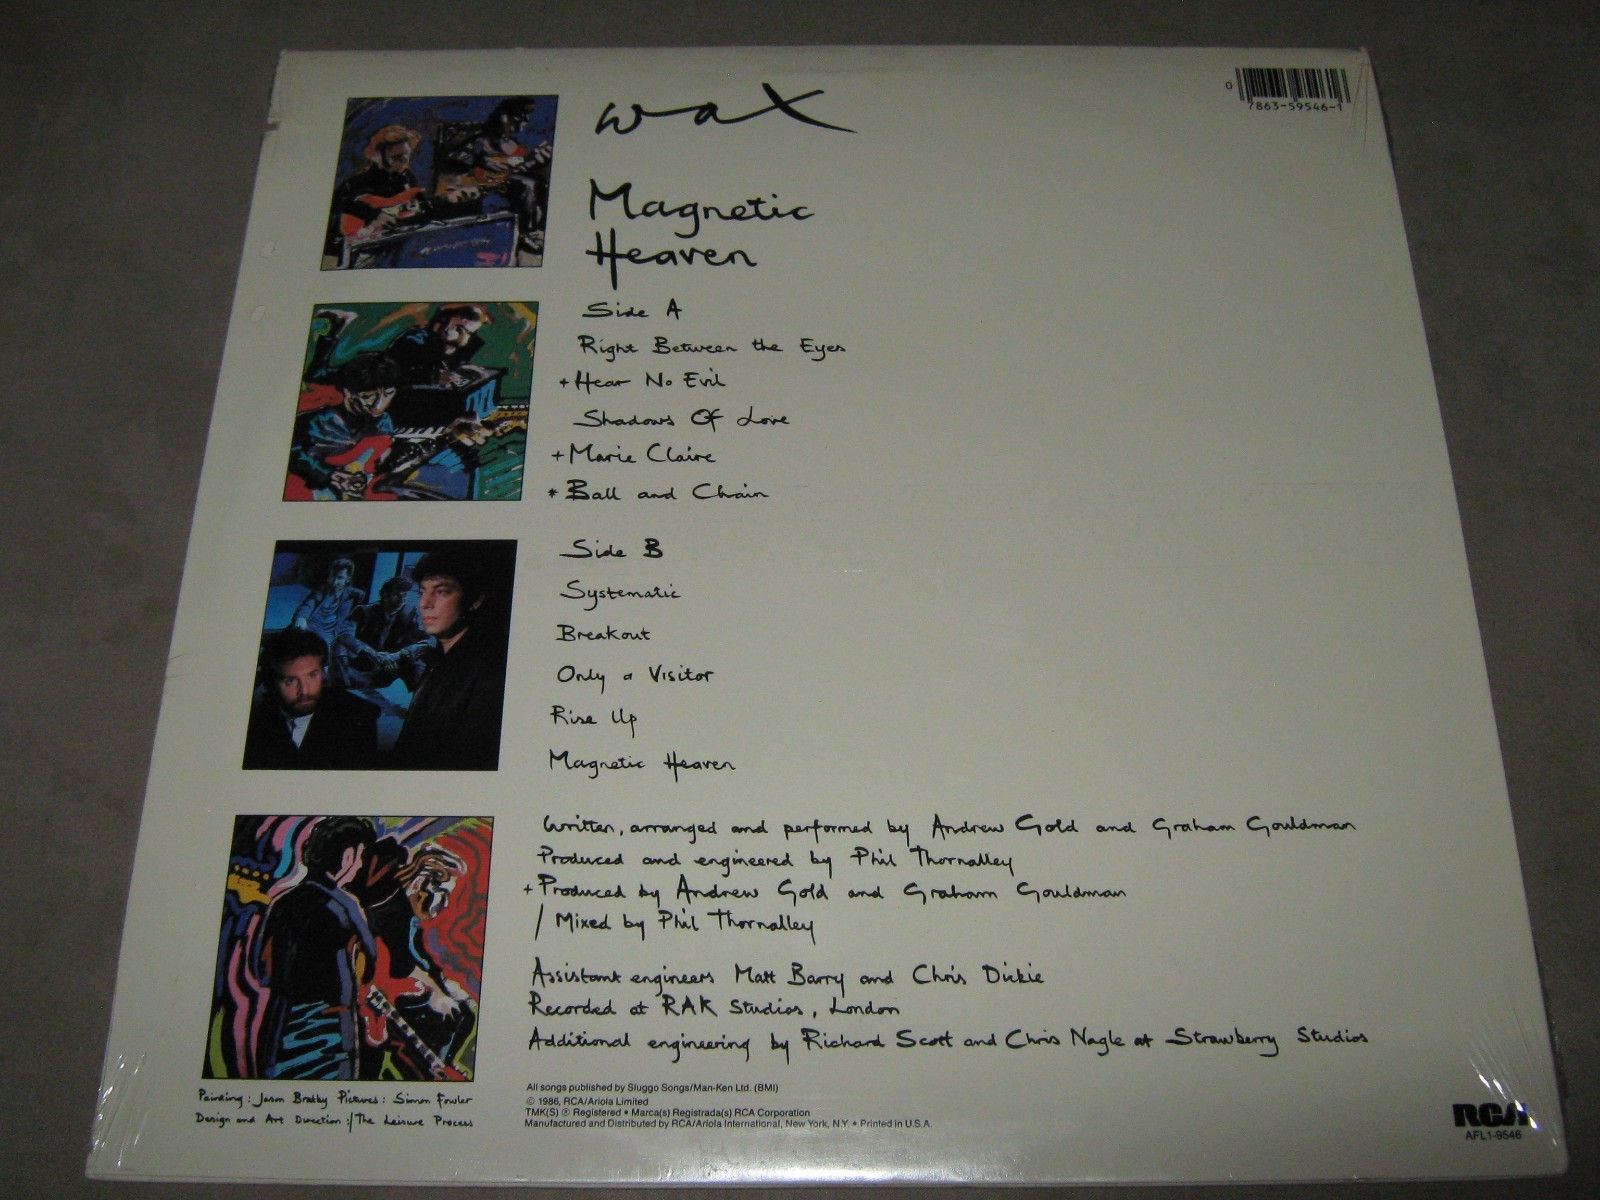 wax
0
7863-59546-1
Magnetic
Heaven
Side A
Right Between the Eyes
+ Hear No Evil
Shadows Of Love
+ Marie Claire
* Ball and Chain
Side B
Systematic
Breakout
Only a Visitor
Rise Up
Magnetic Heaven
Written, arranged and performed by Andrew Gold and Graham Gouldman
Produced and engineered by Phil Thornalley
+ Produced by Andrew Gold and Graham Gouldman
/ Mixed by Phil Thornalley
Assistant engineers Matt Barry and Chris Dickie
Recorded at RAK Studios, London
Additional engineering by Richard Scott and Chris Nagle at Strawberry Studios
Painting: Jason Bratby Pictures: Simon Fowler
Design and Art Direction:/The Leisure Process
All songs published by Sluggo Songs/Man-Ken Ltd. (BMI)
© 1986, RCA/Ariola Limited
TMK(S) ® Registered • Marca(s) Registrada(s) RCA Corporation
Manufactured and Distributed by RCA/Ariola International, New York, N.Y. • Printed in U.S.A.
RCA
AFL1-9546